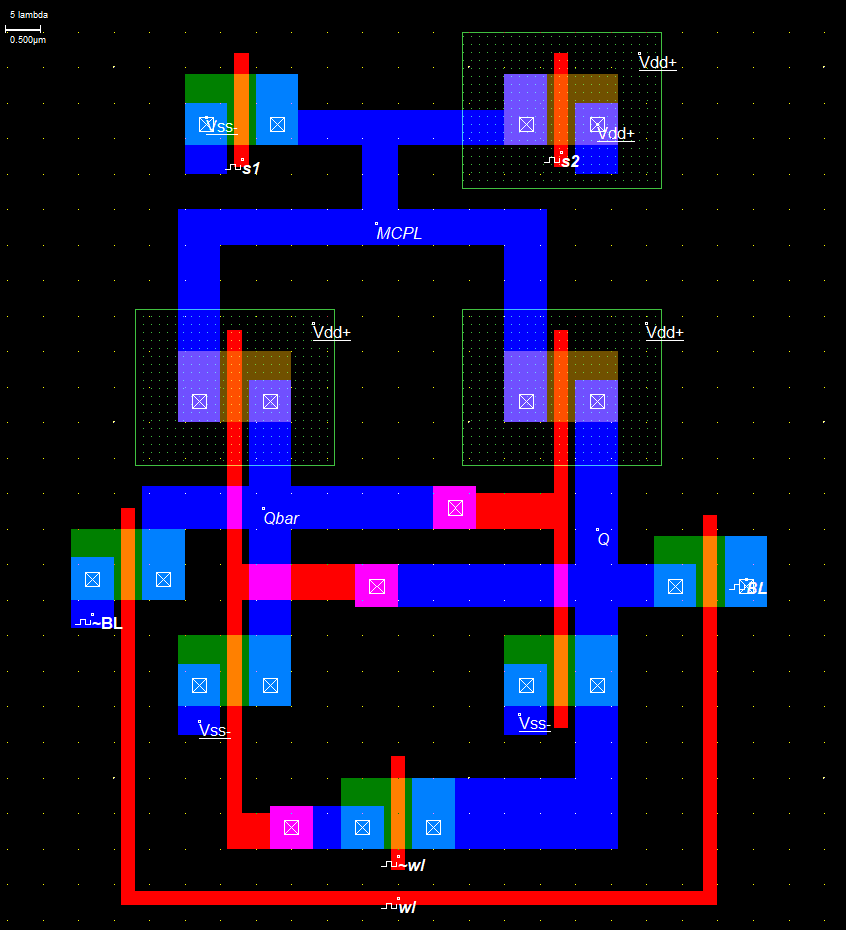 5 lambda
0.500µm
Vdd+
Vss-
Vdd+
s1
s2
MCPL
Vdd+
Vdd+
Qbar
Q
BL
~BL
Vss-
Vss-
~wl
wl